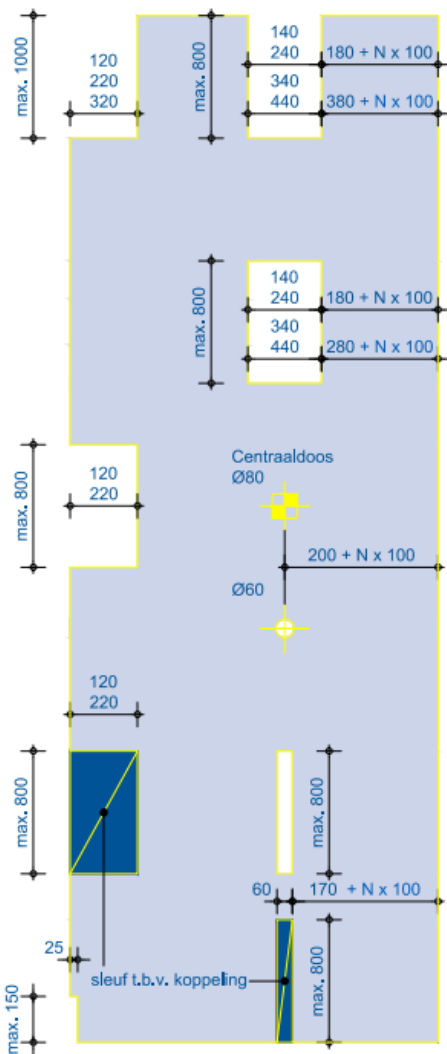 max. 1000
120
220
320
max. 800
140
240
340
440
180 + N x 100
380 + N x 100
max. 800
140
240
340
440
180 + N x 100
280 + N x 100
max. 800
120
220
Centraaldoos
Ø80
200 + N x 100
Ø60
120
220
max. 800
max. 800
60
170 + N x 100
25
sleuf t.b.v. koppeling
max. 800
max. 150